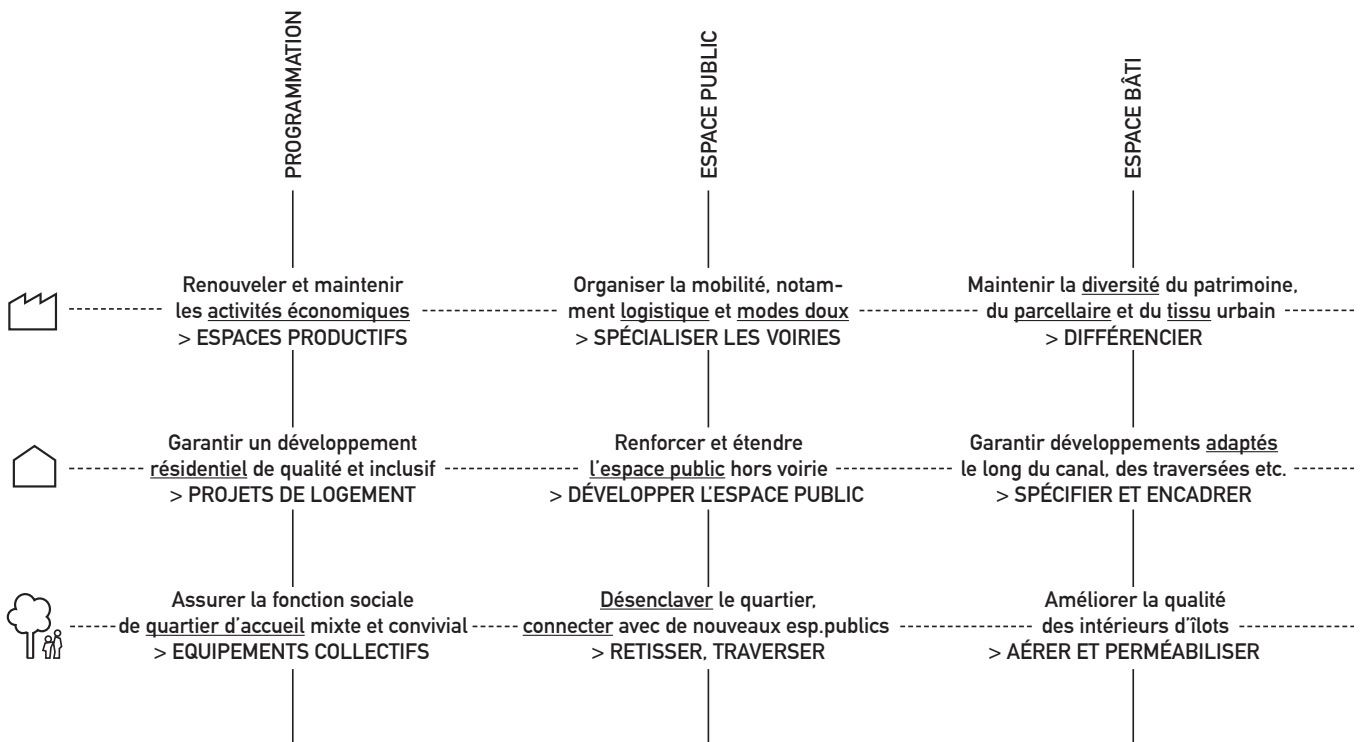 PROGRAMMATION
ESPACE PUBLIC
ESPACE BÂTI
Renouveler et maintenir
les activités économiques
> ESPACES PRODUCTIFS
Organiser la mobilité, notam-
ment logistique et modes doux
> SPÉCIALISER LES VOIRIES
Maintenir la diversité du patrimoine,
du parcellaire et du tissu urbain
> DIFFÉRENCIER
Garantir un développement
résidentiel de qualité et inclusif
> PROJETS DE LOGEMENT
Renforcer et étendre
l'espace public hors voirie
> DÉVELOPPER L'ESPACE PUBLIC
Garantir développements adaptés
le long du canal, des traversées etc.
> SPÉCIFIER ET ENCADRER
Assurer la fonction sociale
de quartier d'accueil mixte et convivial
> EQUIPEMENTS COLLECTIFS
Désenclaver le quartier,
connecter avec de nouveaux esp.publics
> RETISSER, TRAVERSER
Améliorer la qualité
des intérieurs d'îlots
> AÉRER ET PERMÉABILISER